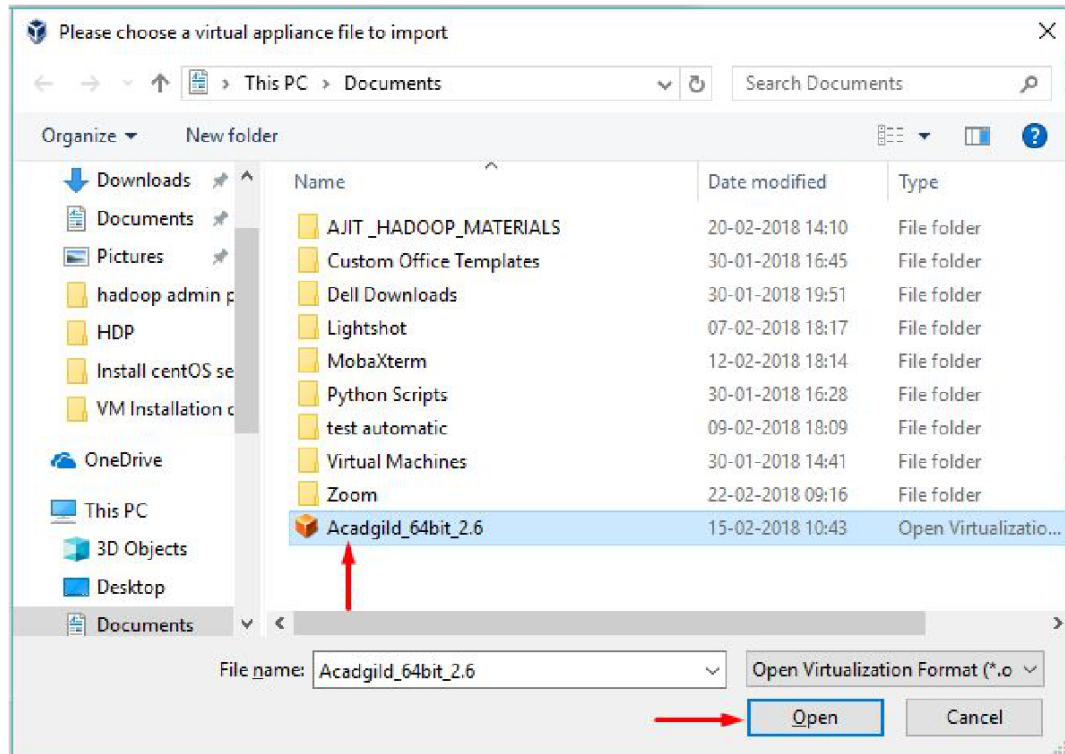 Please choose a virtual appliance file to import
This PC > Documents
Search Documents
Organize
New folder
Downloads
Documents
Pictures
hadoop admin p
HDP
Install centOS se
VM Installation c
OneDrive
This PC
3D Objects
Desktop
Documents
Name Date modified Type
AJIT _HADOOP_MATERIALS 20-02-2018 14:10 File folder
Custom Office Templates 30-01-2018 16:45 File folder
Dell Downloads 30-01-2018 19:51 File folder
Lightshot 07-02-2018 18:17 File folder
MobaXterm 12-02-2018 18:14 File folder
Python Scripts 30-01-2018 16:28 File folder
test automatic 09-02-2018 18:09 File folder
Virtual Machines 30-01-2018 14:41 File folder
Zoom 22-02-2018 09:16 File folder
Acadgild_64bit_2.6 15-02-2018 10:43 Open Virtualizatio...
File name: Acadgild_64bit_2.6 Open Virtualization Format (*.o
Open Cancel